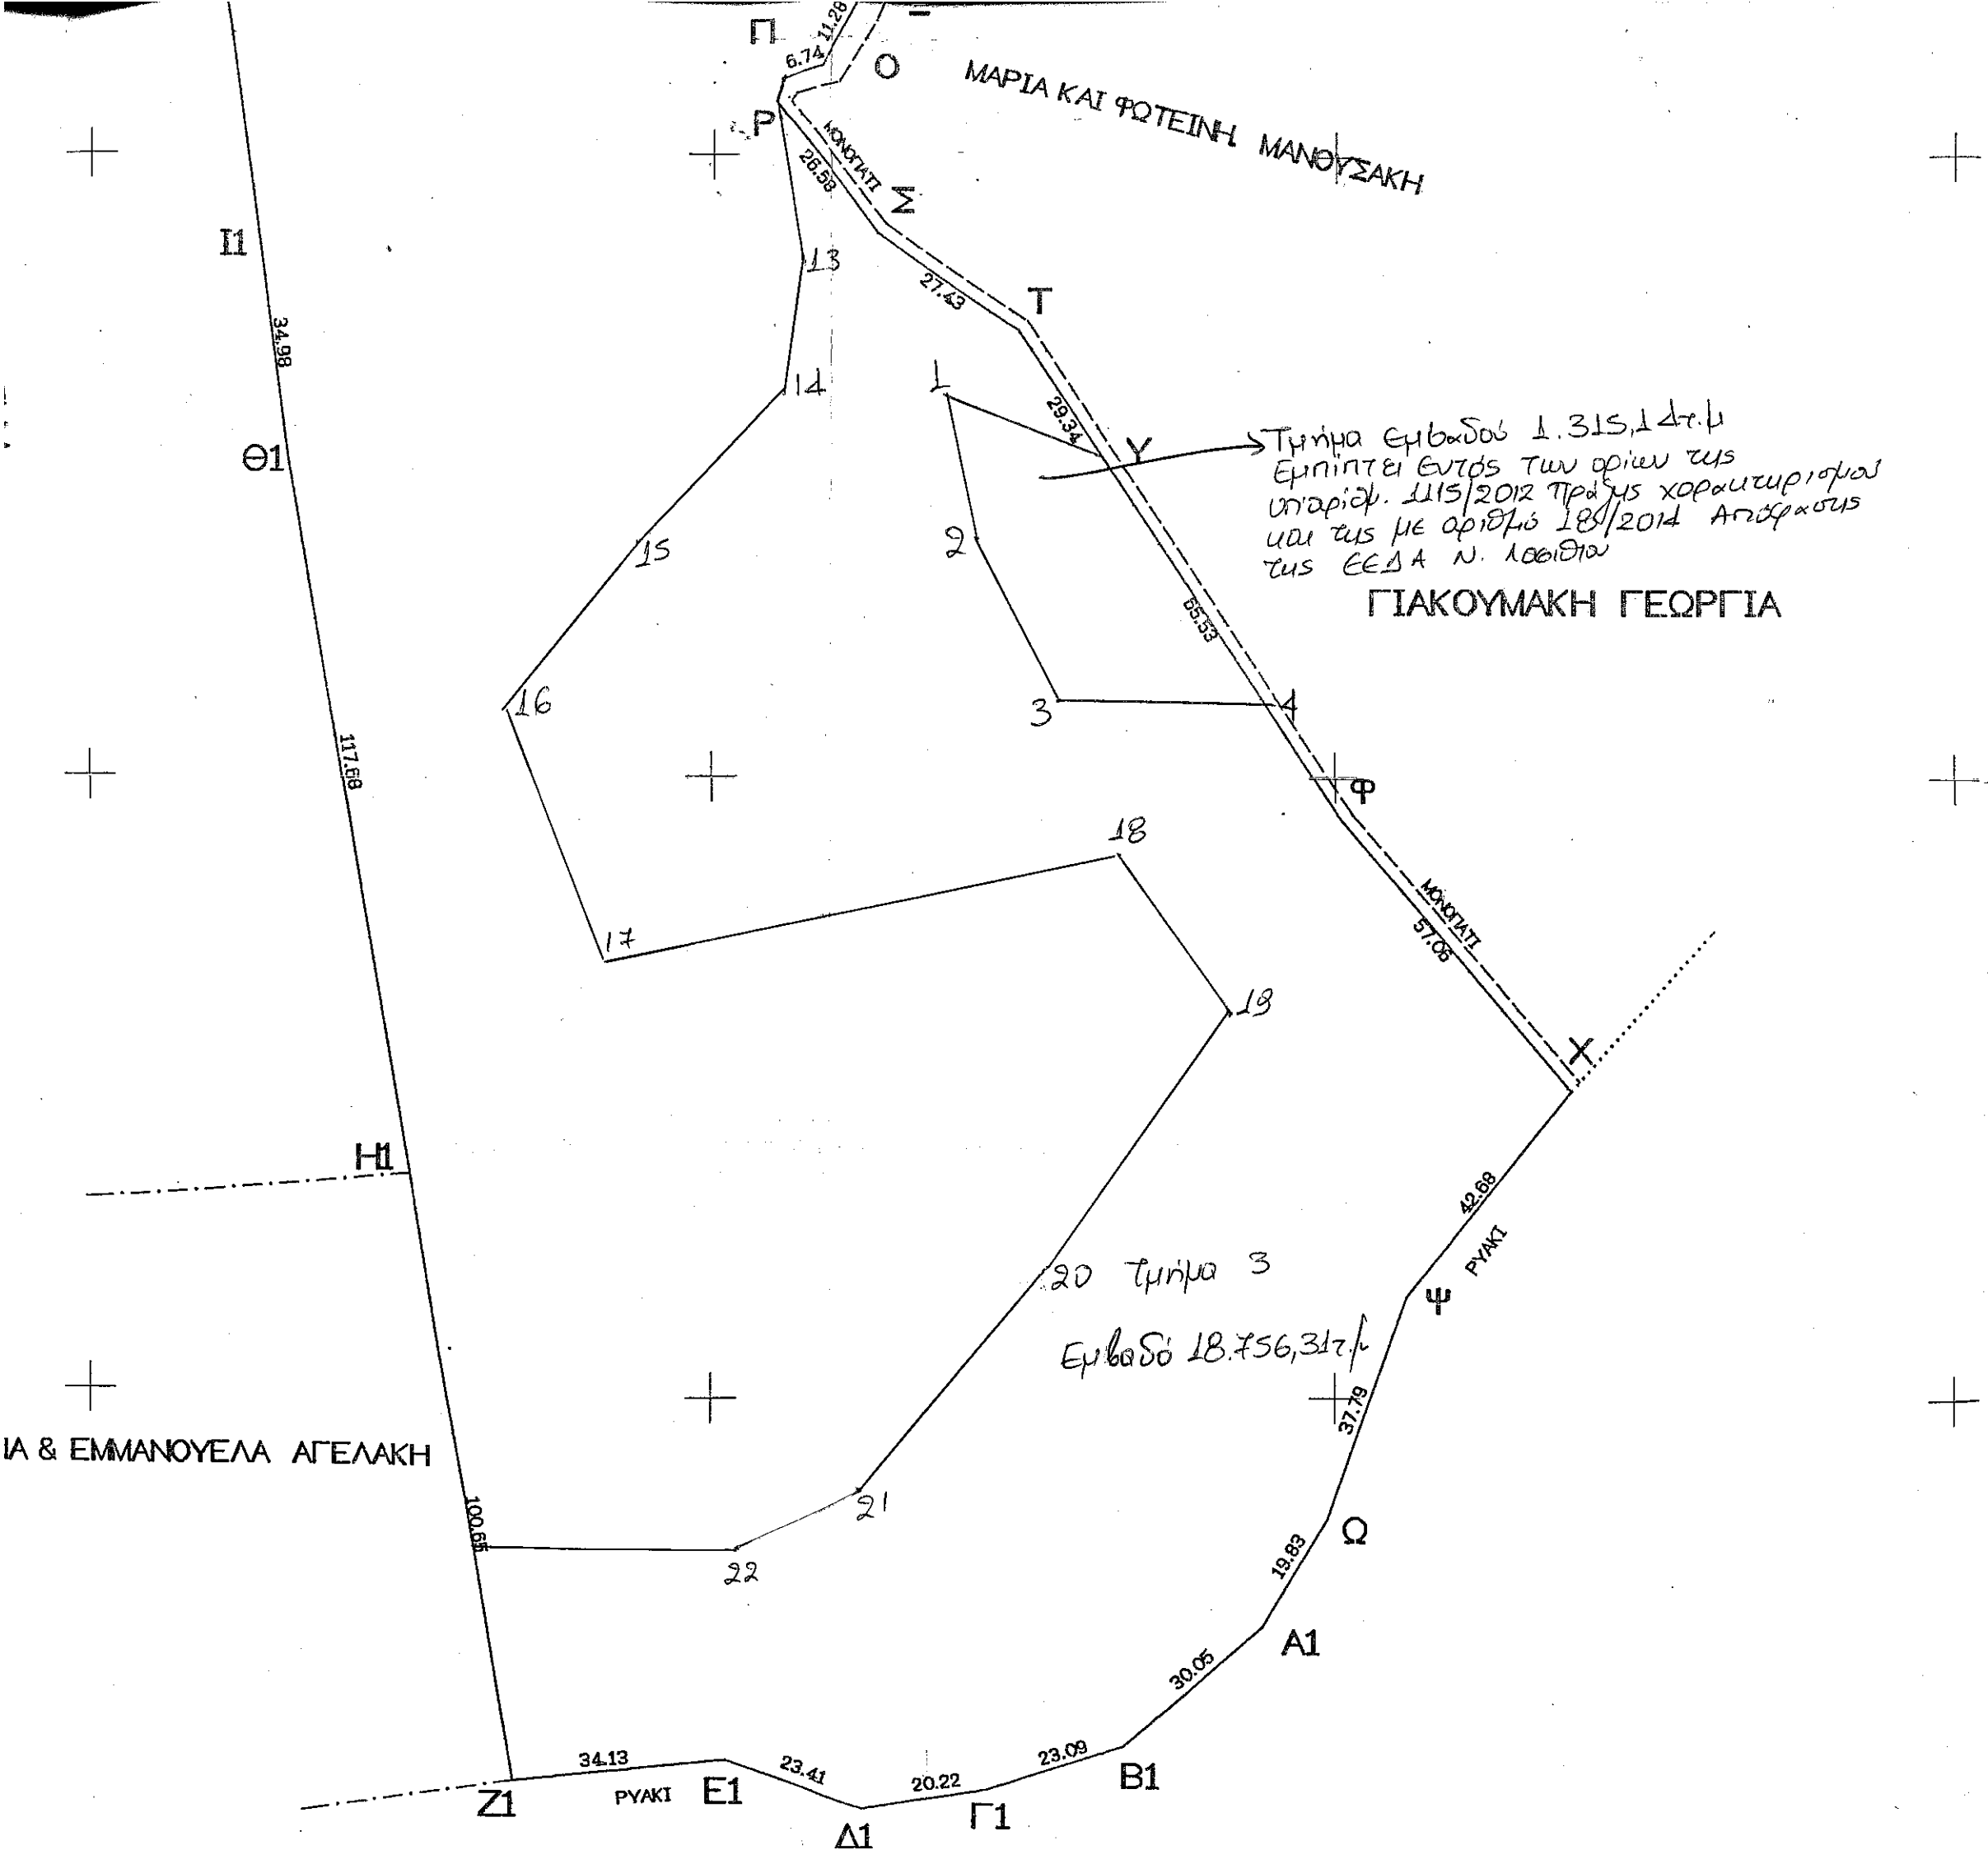 Π
11.28
6.74
Ο
ΜΑΡΙΑ ΚΑΙ ΦΩΤΕΙΝΗ ΜΑΝΟΥΣΑΚΗ
Ρ
ΜΟΝΟΠΑΤΙ
26.58
Σ
Ι1
13
27.43
Τ
34.98
14
1
29.34
Υ
Τμήμα εμβαδού 1.315,14τ.μ
εμπίπτει εντός των ορίων της
υπαριθμ. 1115/2012 Πράξης χαρακτηρισμού
και της με αριθμό 18/2014 Απόφασης
της ΕΕΔΑ Ν. Λασιθίου
Θ1
2
15
ΓΙΑΚΟΥΜΑΚΗ ΓΕΩΡΓΙΑ
65.53
16
3
4
117.68
Φ
18
ΜΟΝΟΠΑΤΙ
57.06
17
19
Χ
Η1
42.68
ΡΥΑΚΙ
20 Τμήμα 3
Ψ
Εμβαδό 18.756,31τ.μ
37.79
ΙΑ & ΕΜΜΑΝΟΥΕΛΑ ΑΓΕΛΑΚΗ
21
100.65
Ω
22
19.83
Α1
30.05
34.13
23.41
23.09
Ζ1
ΡΥΑΚΙ
Ε1
20.22
Β1
Δ1
Γ1